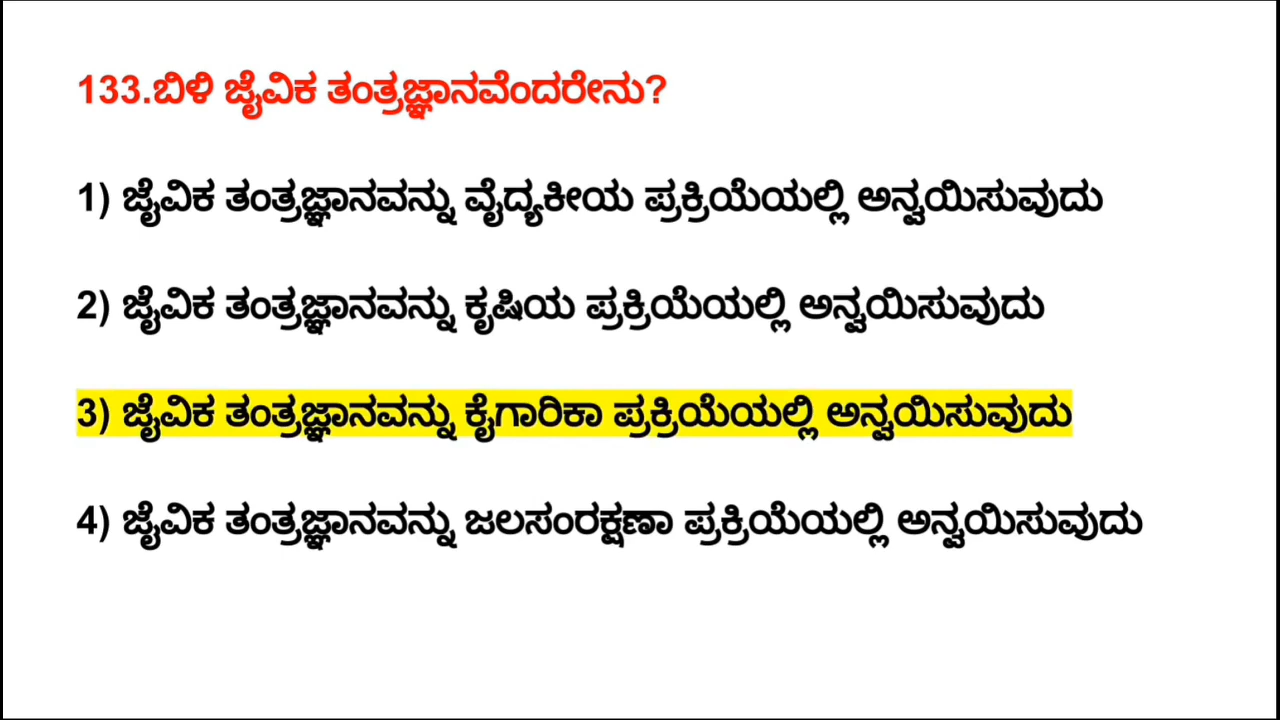 133.ಬಿಳಿ ಜೈವಿಕ ತಂತ್ರಜ್ಞಾನವೆಂದರೇನು?
1) ಜೈವಿಕ ತಂತ್ರಜ್ಞಾನವನ್ನು ವೈದ್ಯಕೀಯ ಪ್ರಕ್ರಿಯೆಯಲ್ಲಿ ಅನ್ವಯಿಸುವುದು
2) ಜೈವಿಕ ತಂತ್ರಜ್ಞಾನವನ್ನು ಕೃಷಿಯ ಪ್ರಕ್ರಿಯೆಯಲ್ಲಿ ಅನ್ವಯಿಸುವುದು
3) ಜೈವಿಕ ತಂತ್ರಜ್ಞಾನವನ್ನು ಕೈಗಾರಿಕಾ ಪ್ರಕ್ರಿಯೆಯಲ್ಲಿ ಅನ್ವಯಿಸುವುದು
4) ಜೈವಿಕ ತಂತ್ರಜ್ಞಾನವನ್ನು ಜಲಸಂರಕ್ಷಣಾ ಪ್ರಕ್ರಿಯೆಯಲ್ಲಿ ಅನ್ವಯಿಸುವುದು